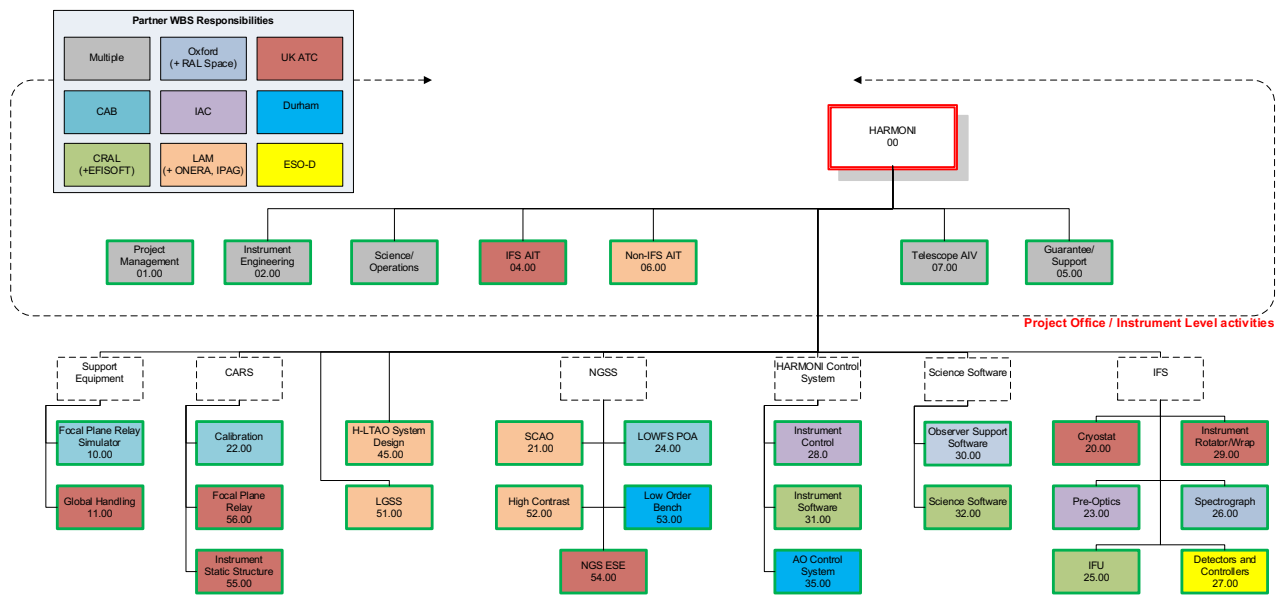 Partner WBS Responsibilities
Multiple
Oxford
(+ RAL Space)
UK ATC
CAB
IAC
Durham
CRAL
(+EFISOFT)
LAM
(+ ONERA, IPAG)
ESO-D
HARMONI
00
Project
Management
01.00
Instrument
Engineering
02.00
Science/
Operations
IFS AIT
04.00
Non-IFS AIT
06.00
Telescope AIV
07.00
Guarantee/
Support
05.00
Project Office / Instrument Level activities
Support
Equipment
CARS
NGSS
HARMONI Control
System
Science Software
IFS
Focal Plane Relay
Simulator
10.00
Calibration
22.00
H-LTAO System
Design
45.00
SCAO
21.00
LOWFS POA
24.00
Instrument
Control
28.0
Observer Support
Software
30.00
Cryostat
20.00
Instrument
Rotator/Wrap
29.00
Global Handling
11.00
Focal Plane
Relay
56.00
LGSS
51.00
High Contrast
52.00
Low Order
Bench
53.00
Instrument
Software
31.00
Science Software
32.00
Pre-Optics
23.00
Spectrograph
26.00
Instrument
Static Structure
55.00
NGS ESE
54.00
AO Control
System
35.00
IFU
25.00
Detectors and
Controllers
27.00